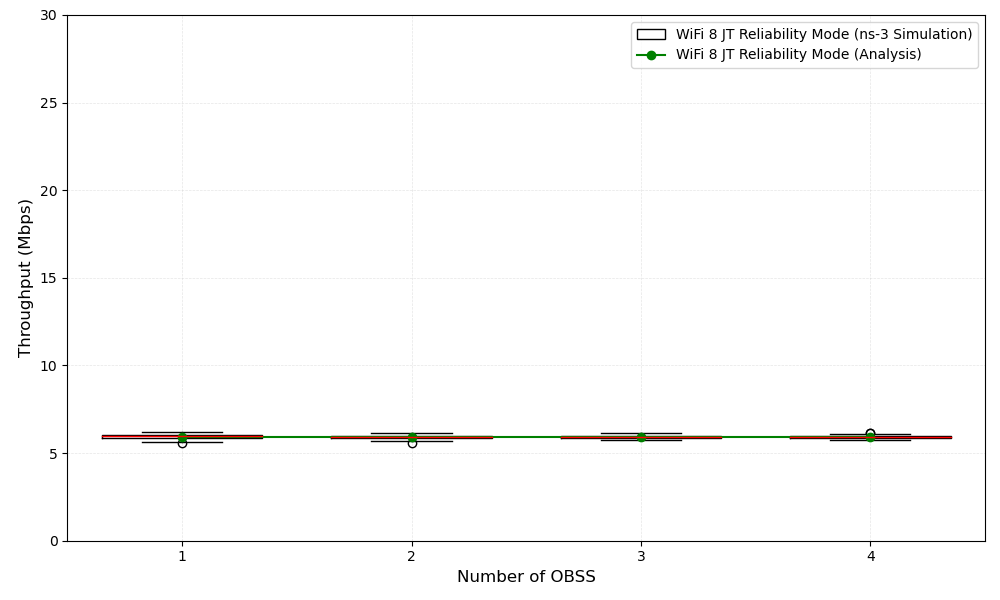 WiFi 8 JT Reliability Mode (ns-3 Simulation)
WiFi 8 JT Reliability Mode (Analysis)
Throughput (Mbps)
30
25
20
15
10
5
0
1 2 3 4
Number of OBSS